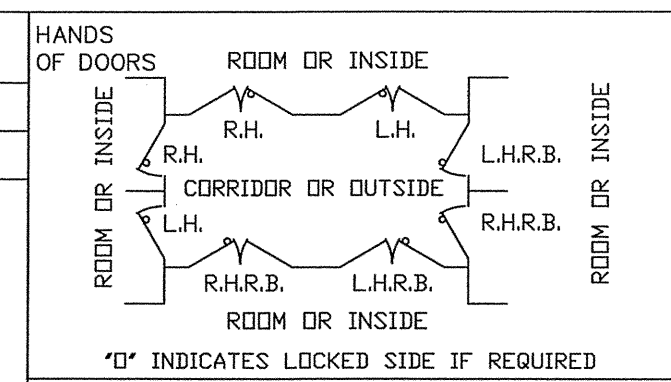 HANDS
OF DOORS
ROOM OR INSIDE
ROOM OR INSIDE
R.H.
L.H.
R.H.
L.H.R.B.
ROOM OR INSIDE
CORRIDOR OR OUTSIDE
L.H.
R.H.R.B.
R.H.R.B.
L.H.R.B.
ROOM OR INSIDE
"O" INDICATES LOCKED SIDE IF REQUIRED